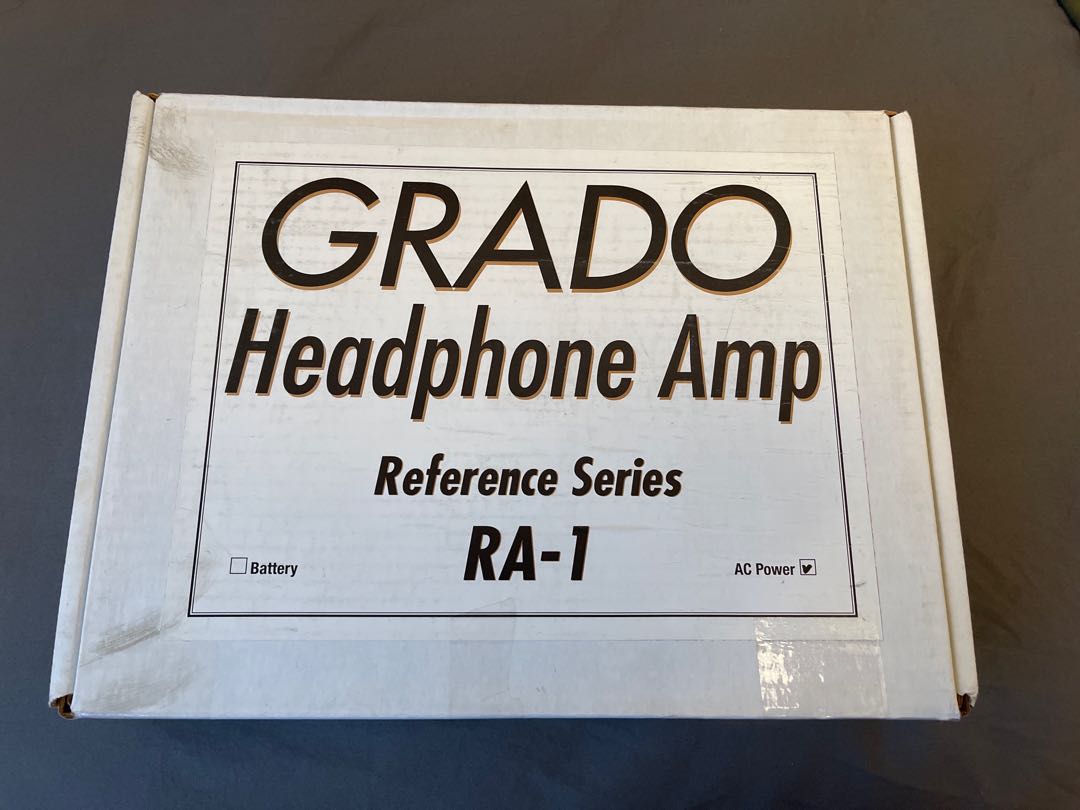 GRADO
Headphone Amp
Reference Series
RA-1
Battery
AC Power